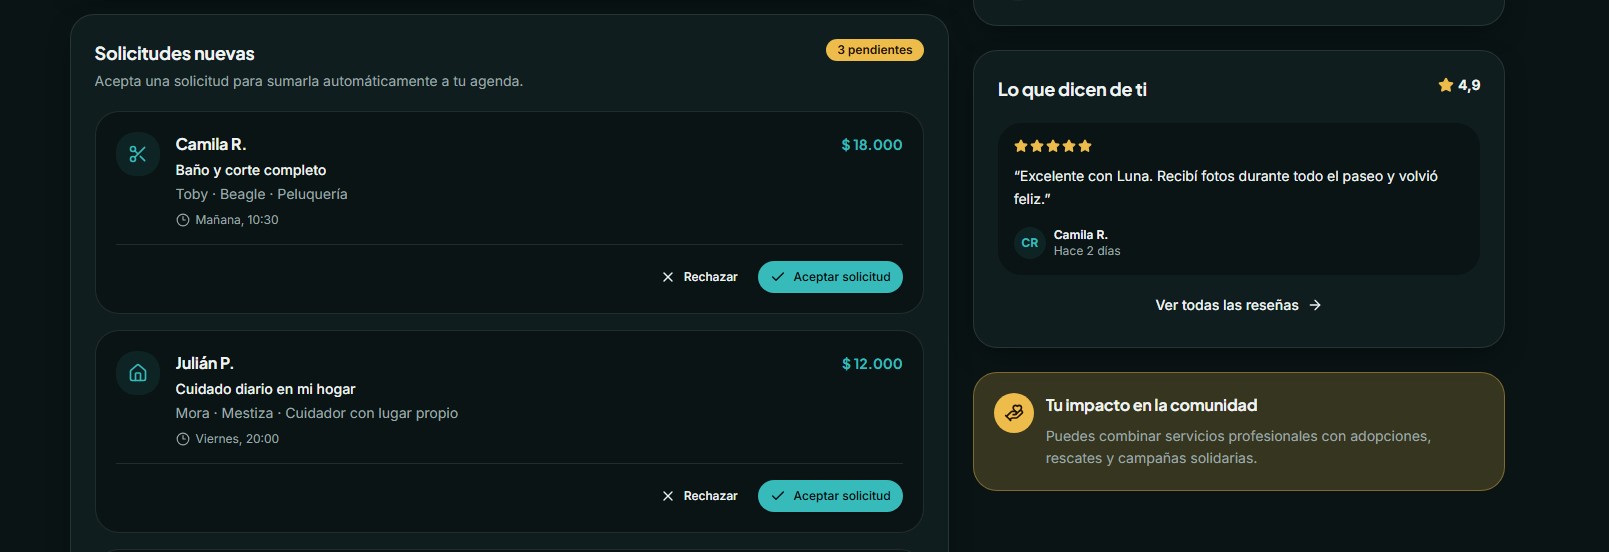 Solicitudes nuevas
3 pendientes
Acepta una solicitud para sumarla automáticamente a tu agenda.
Camila R.
$ 18.000
Baño y corte completo
Toby · Beagle · Peluquería
Mañana, 10:30
Rechazar
Aceptar solicitud
Julián P.
$ 12.000
Cuidado diario en mi hogar
Mora · Mestiza · Cuidador con lugar propio
Viernes, 20:00
Rechazar
Aceptar solicitud
Lo que dicen de ti
4,9
“Excelente con Luna. Recibí fotos durante todo el paseo y volvió
feliz.”
CR
Camila R.
Hace 2 días
Ver todas las reseñas
Tu impacto en la comunidad
Puedes combinar servicios profesionales con adopciones,
rescates y campañas solidarias.